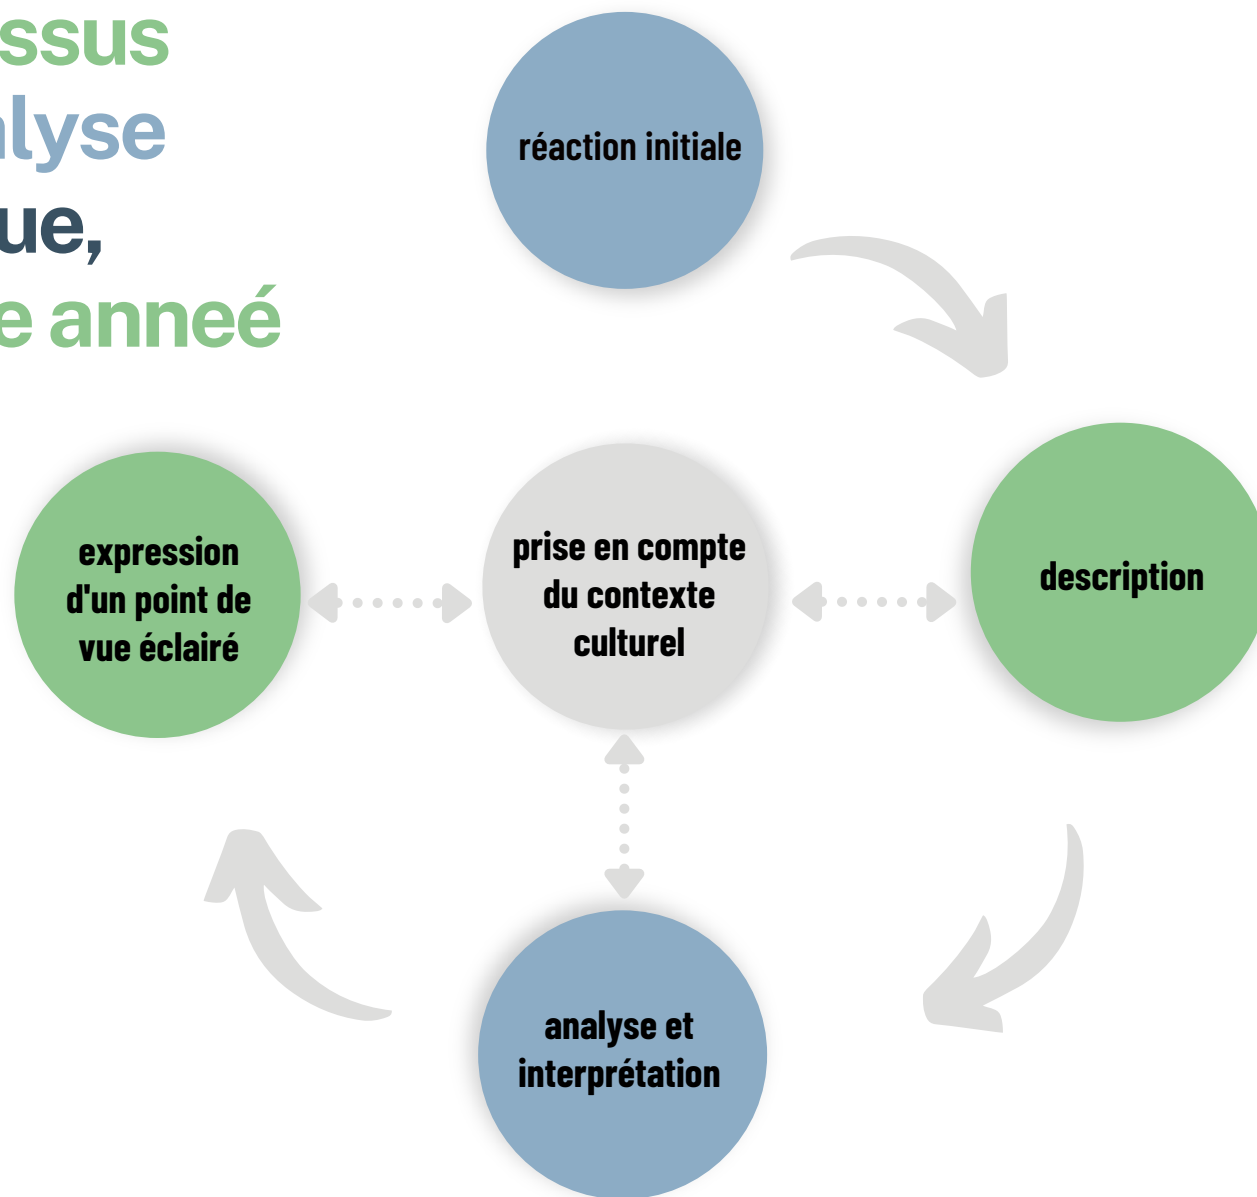 ssus
alyse
ue,
e anneé
réaction initiale
expression
d'un point de
vue éclairé
prise en compte
du contexte
culturel
description
analyse et
interprétation